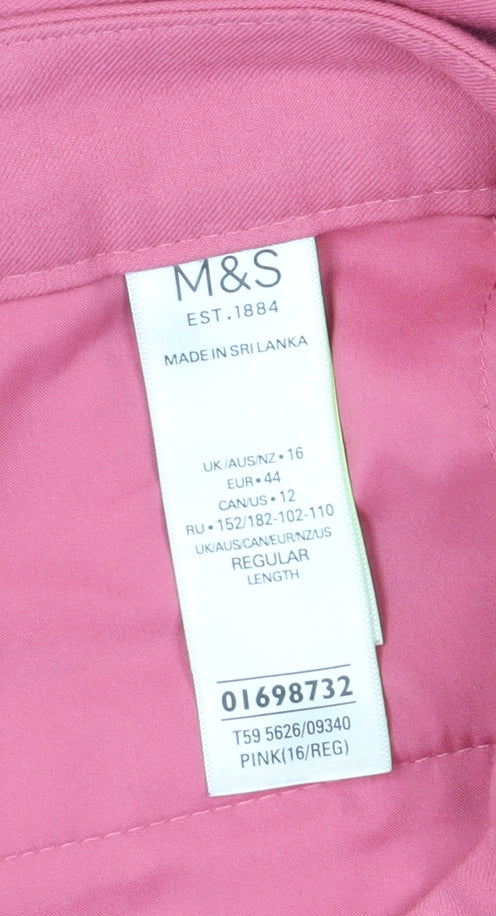 M&S
EST.1884
MADE IN SRI LANKA
UK/AUS/NZ•16
EUR•44
CAN/US•12
RU•152/182-102-110
UK/AUS/CAN/EUR/NZ/US
REGULAR
LENGTH
01698732
T59 5626/09340
PINK(16/REG)